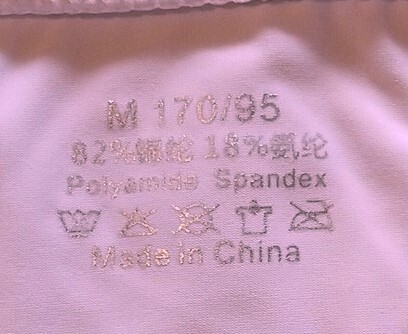 M 170/95
82%锦纶 18%氨纶
Polyamide Spandex
Made in China